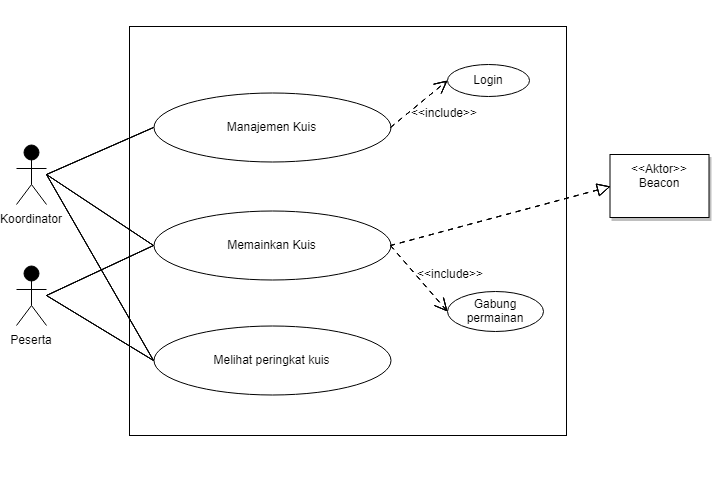 Login
Manajemen Kuis
<<include>>
Koordinator
<<Aktor>>
Beacon
Memainkan Kuis
<<include>>
Gabung
permainan
Peserta
Melihat peringkat kuis